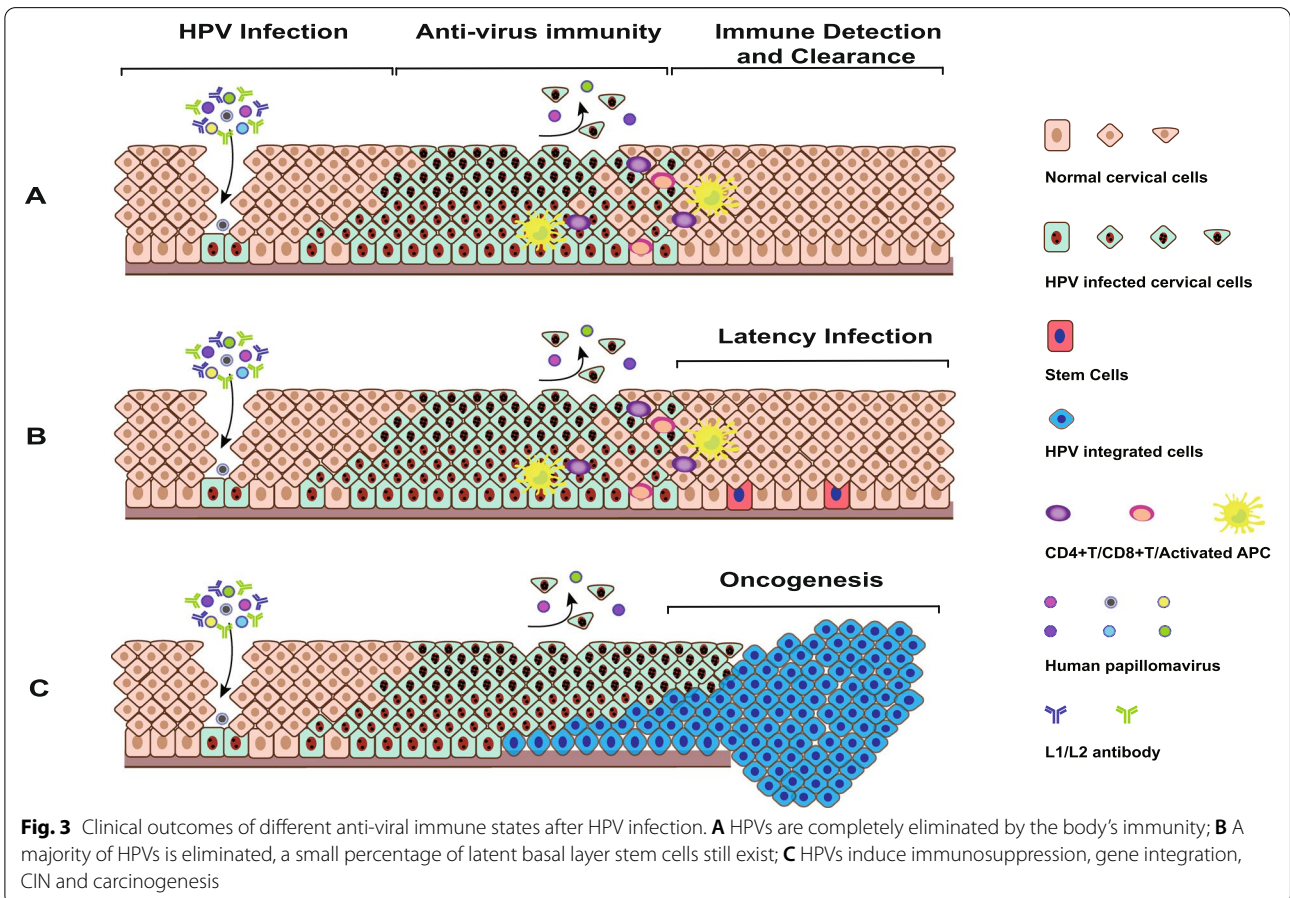 HPV Infection
Anti-virus immunity
Immune Detection
and Clearance
A
Normal cervical cells
HPV infected cervical cells
B
Latency Infection
Stem Cells
HPV integrated cells
CD4+T/CD8+T/Activated APC
C
Oncogenesis
Human papillomavirus
L1/L2 antibody
Fig. 3 Clinical outcomes of different anti-viral immune states after HPV infection. A HPVs are completely eliminated by the body’s immunity; B A
majority of HPVs is eliminated, a small percentage of latent basal layer stem cells still exist; C HPVs induce immunosuppression, gene integration,
CIN and carcinogenesis